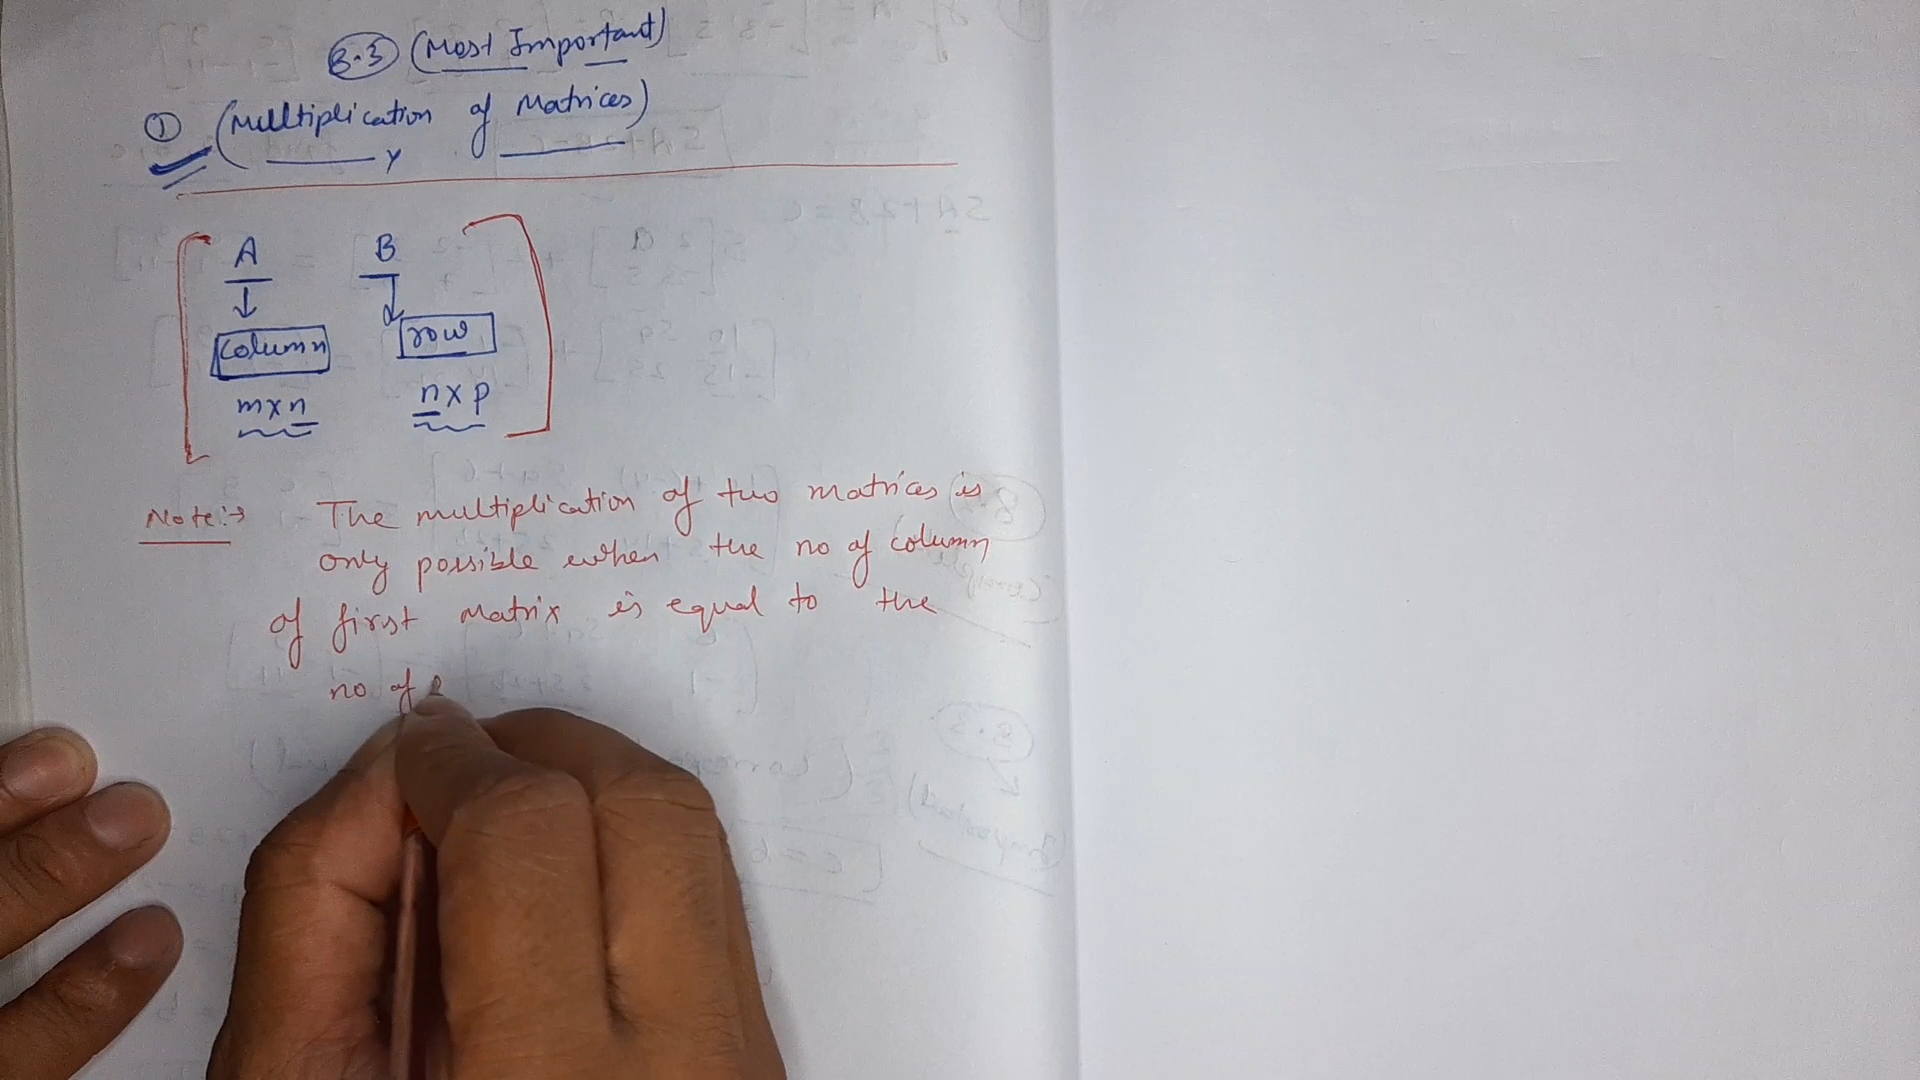 8.3 (Most Important)
① (Multiplication of Matrices)
A B
column row
m x n n x p
Note:→ The multiplication of two matrices is
only possible when the no of column
of first matrix is equal to the
no of